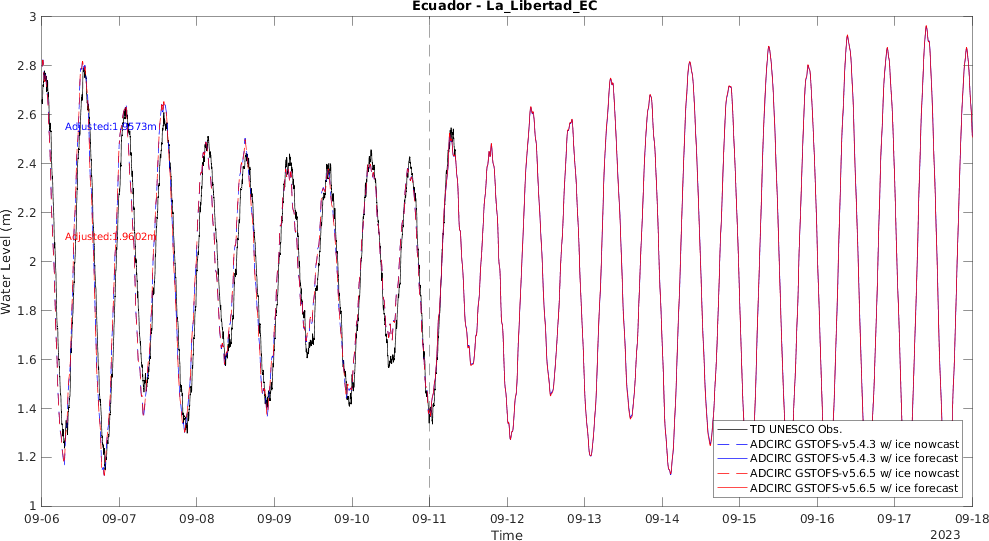 Ecuador - La_Libertad_EC
Water Level (m)
3
2.8
2.6
2.4
2.2
2
1.8
1.6
1.4
1.2
1
Adjusted:1.9573m
Adjusted:1.9602m
TD UNESCO Obs.
ADCIRC GSTOFS-v5.4.3 w/ ice nowcast
ADCIRC GSTOFS-v5.4.3 w/ ice forecast
ADCIRC GSTOFS-v5.6.5 w/ ice nowcast
ADCIRC GSTOFS-v5.6.5 w/ ice forecast
09-06 09-07 09-08 09-09 09-10 09-11 09-12 09-13 09-14 09-15 09-16 09-17 09-18
Time
2023